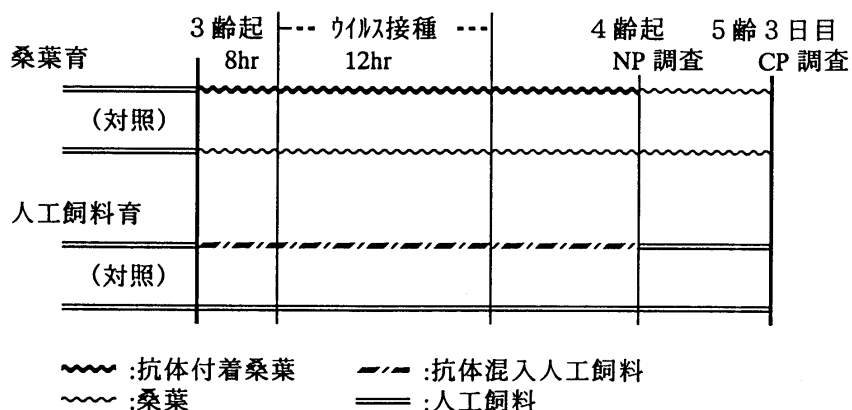 3齢起 --- ウイルス接種 --- 4齢起 5齢3日目
桑葉育 8hr 12hr NP調査 CP調査
(対照)
人工飼料育
(対照)
:抗体付着桑葉 :抗体混入人工飼料
:桑葉 :人工飼料